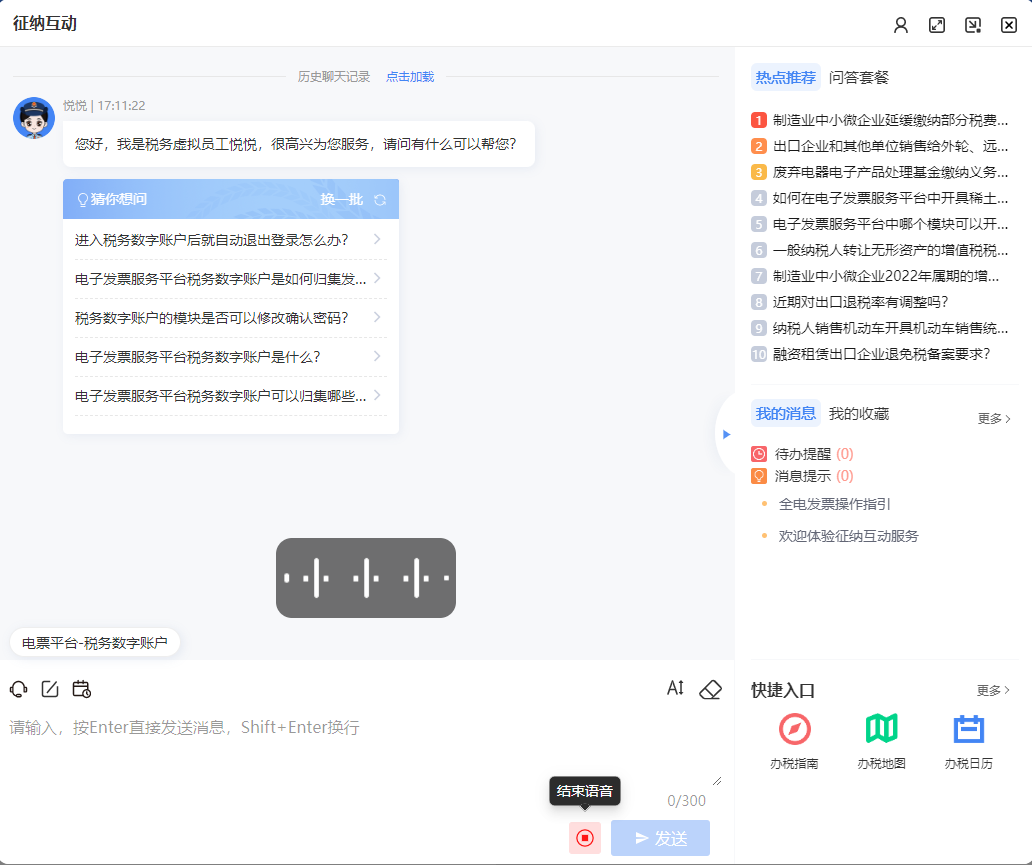 征纳互动
历史聊天记录 点击加载
悦悦 | 17:11:22
您好，我是税务虚拟员工悦悦，很高兴为您服务，请问有什么可以帮您？
猜你想问 换一批
进入税务数字账户后就自动退出登录怎么办？
电子发票服务平台税务数字账户是如何归集发...
税务数字账户的模块是否可以修改确认密码？
电子发票服务平台税务数字账户是什么？
电子发票服务平台税务数字账户可以归集哪些...
电票平台-税务数字账户
请输入，按Enter直接发送消息，Shift+Enter换行
结束语音
0/300
发送
热点推荐 问答套餐
1 制造业中小微企业延缓缴纳部分税费...
2 出口企业和其他单位销售给外轮、远...
3 废弃电器电子产品处理基金缴纳义务...
4 如何在电子发票服务平台中开具稀土...
5 电子发票服务平台中哪个模块可以开...
6 一般纳税人转让无形资产的增值税税...
7 制造业中小微企业2022年属期的增...
8 近期对出口退税率有调整吗？
9 纳税人销售机动车开具机动车销售统...
10 融资租赁出口企业退免税备案要求？
我的消息 我的收藏 更多
待办提醒 (0)
消息提示 (0)
全电发票操作指引
欢迎体验征纳互动服务
快捷入口 更多
办税指南 办税地图 办税日历